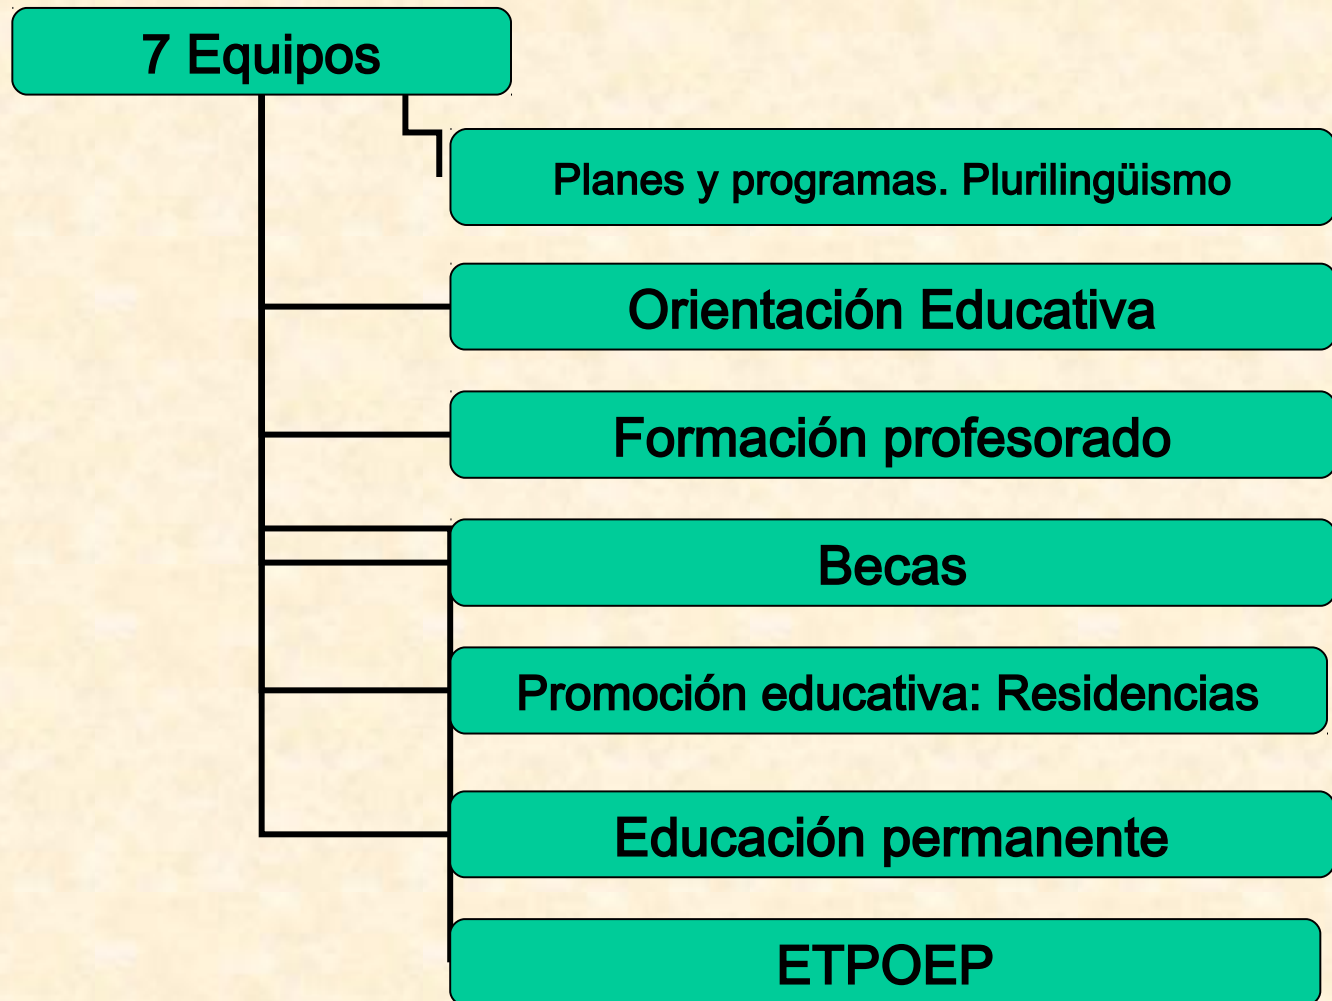 7 Equipos
Planes y programas. Plurilingüismo
Orientación Educativa
Formación profesorado
Becas
Promoción educativa: Residencias
Educación permanente
ETPOEP